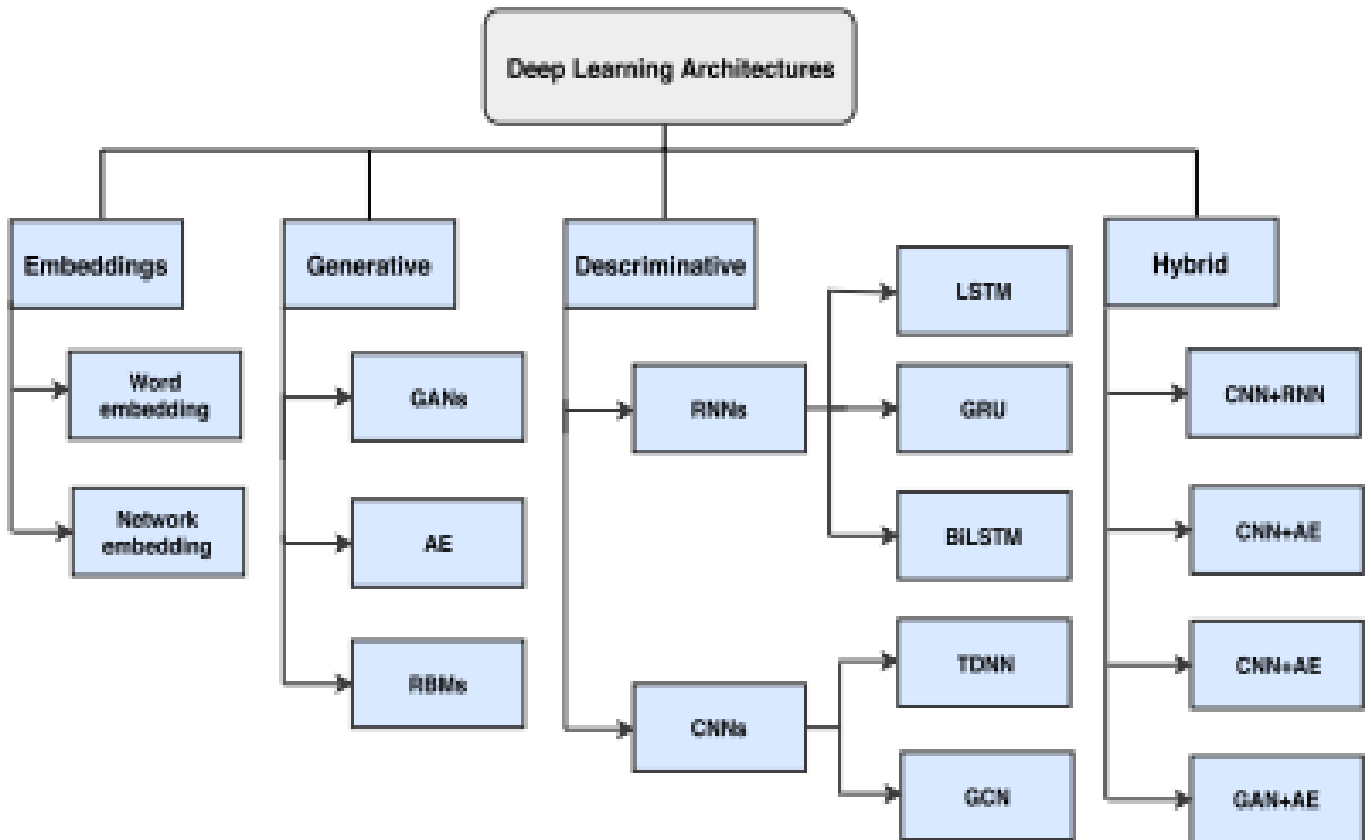 Deep Learning Architectures
Embeddings
Word
embedding
Network
embedding
Generative
GANs
AE
RBMs
Descriminative
RNNs
LSTM
GRU
BiLSTM
CNNs
TDNN
GCN
Hybrid
CNN+RNN
CNN+AE
CNN+AE
GAN+AE